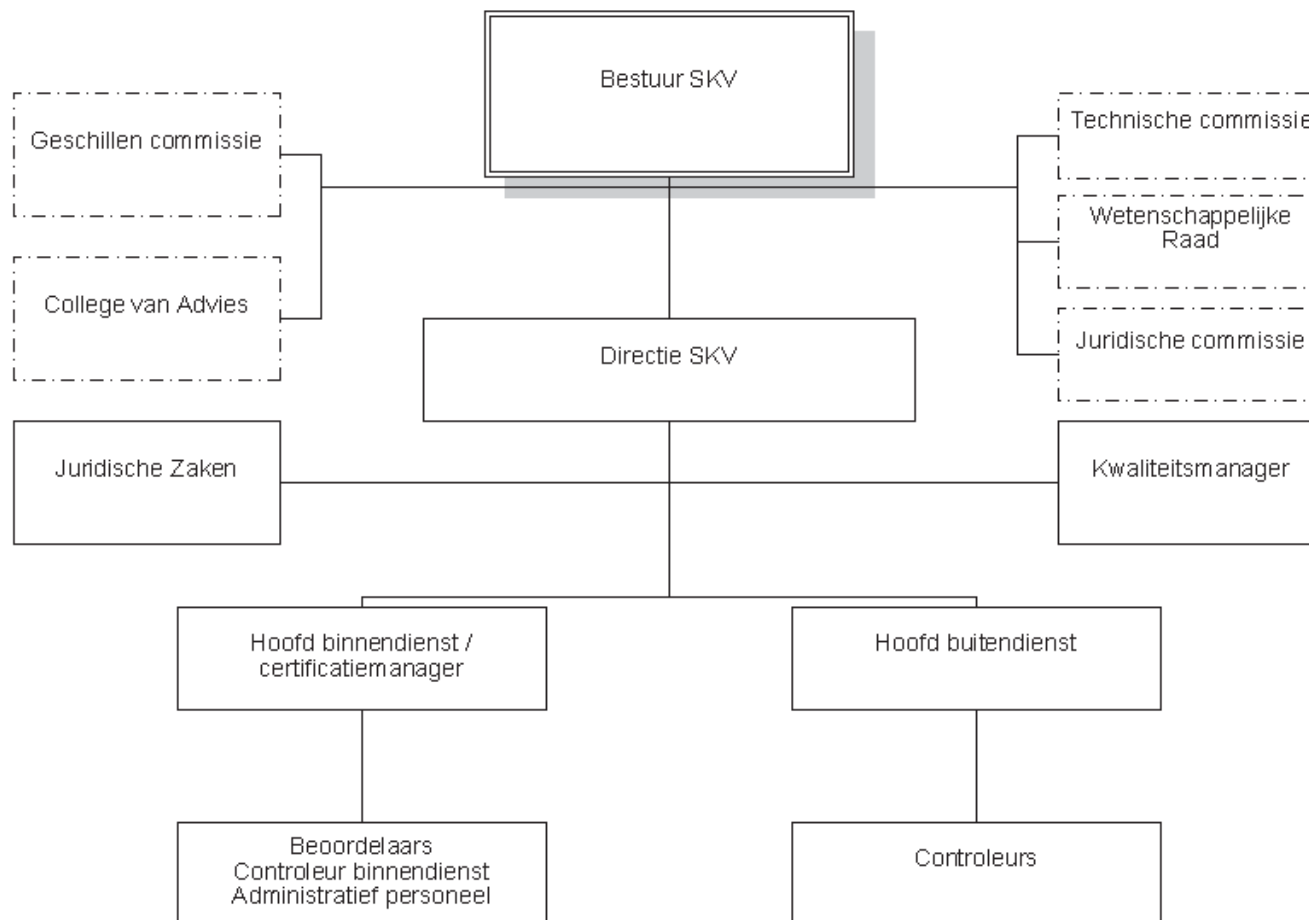 Bestuur SKV
Geschillen commissie
Technische commissie
Wetenschappelijke
Raad
College van Advies
Juridische commissie
Directie SKV
Juridische Zaken
Kwaliteitsmanager
Hoofd binnendienst /
certificatiemanager
Hoofd buitendienst
Beoordelaars
Controleur binnendienst
Administratief personeel
Controleurs